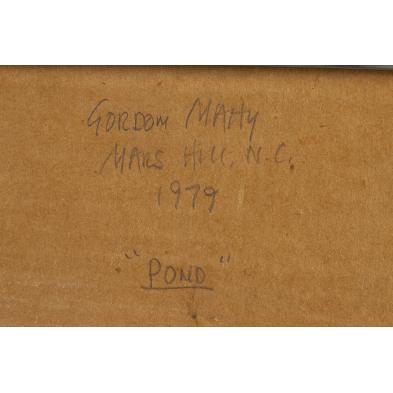 GORDON MAHY
MARS HILL, N.C.
1979
"POND"